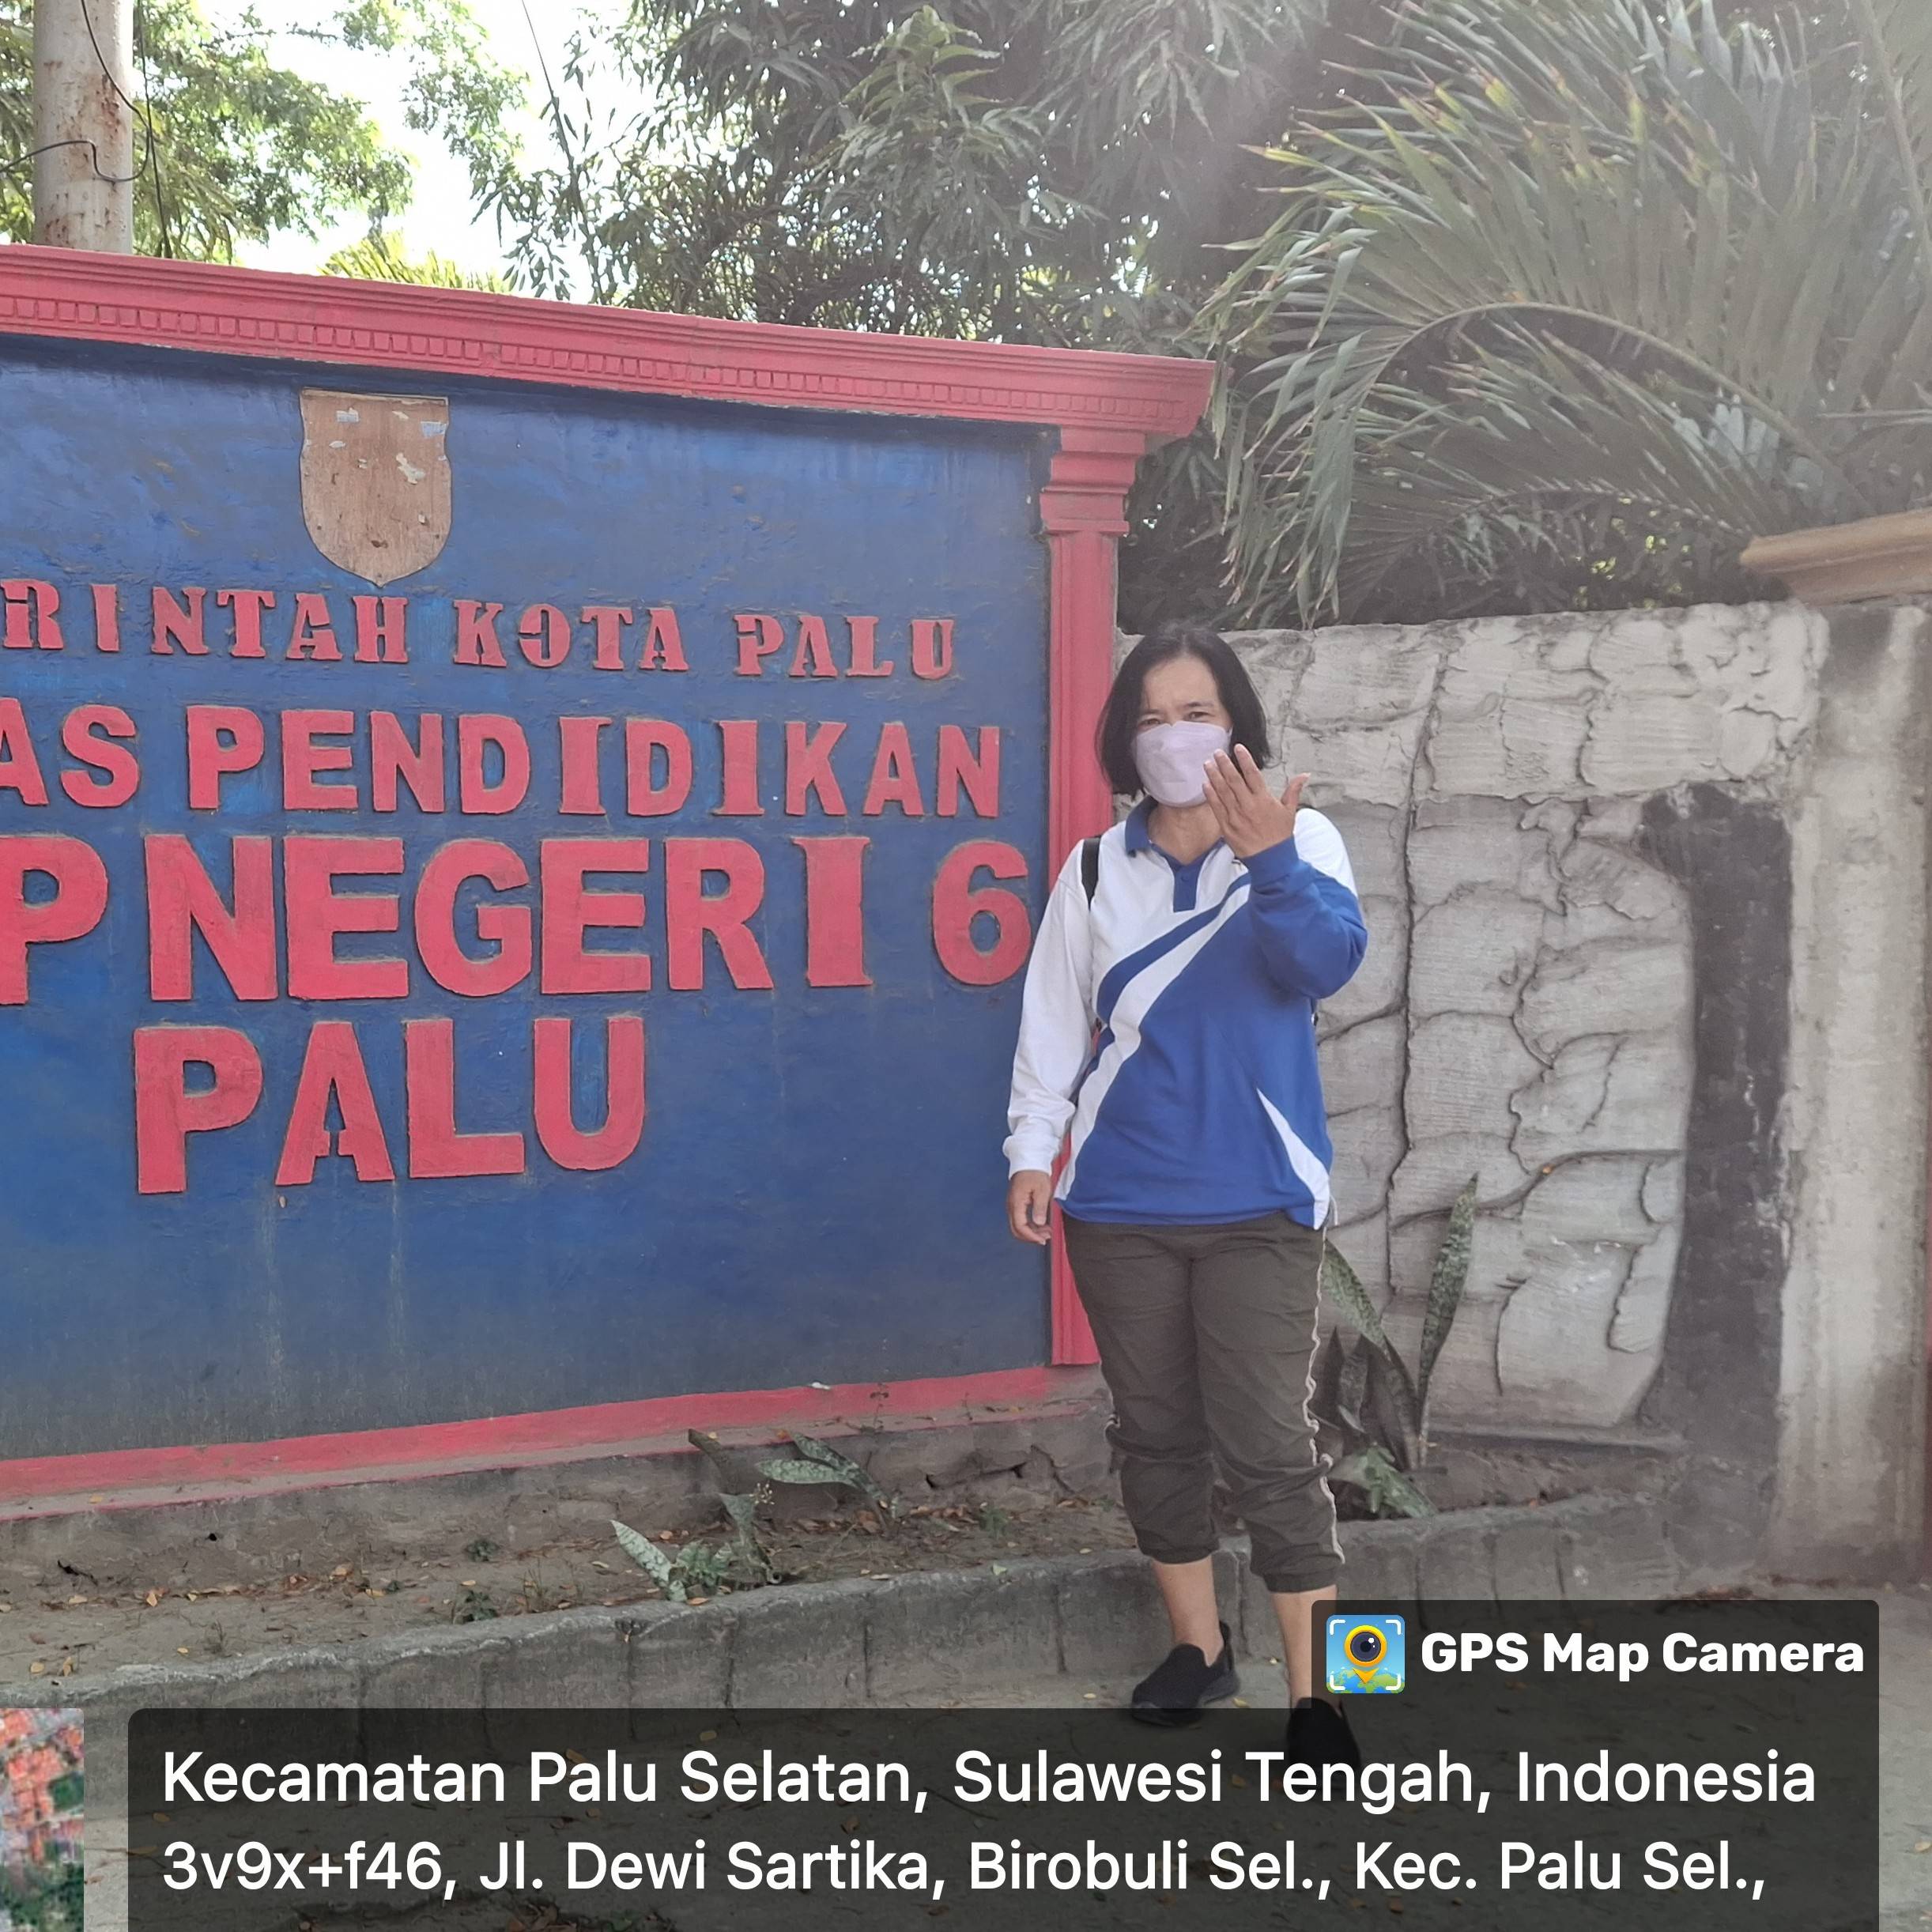 RINTAH KOTA PALU
AS PENDIDIKAN
P NEGERI 6
PALU
GPS Map Camera
Kecamatan Palu Selatan, Sulawesi Tengah, Indonesia
3v9x+f46, Jl. Dewi Sartika, Birobuli Sel., Kec. Palu Sel.,